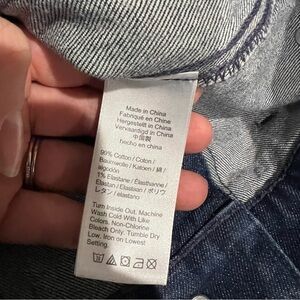 Made in China
Fabriqué en Chine
Hergestellt in China
Vervaardigd in China
中国製
hecho en china
99% Cotton / Coton /
Baumwolle / Katoen / 綿 /
algodón
1% Elastane / Élasthanne /
Elastan / Elastaan / ポリウ
レタン / elastano
Turn Inside Out. Machine
Wash Cold With Like
Colors. Non-Chlorine
Bleach Only. Tumble Dry
Low. Iron on Lowest
Setting.